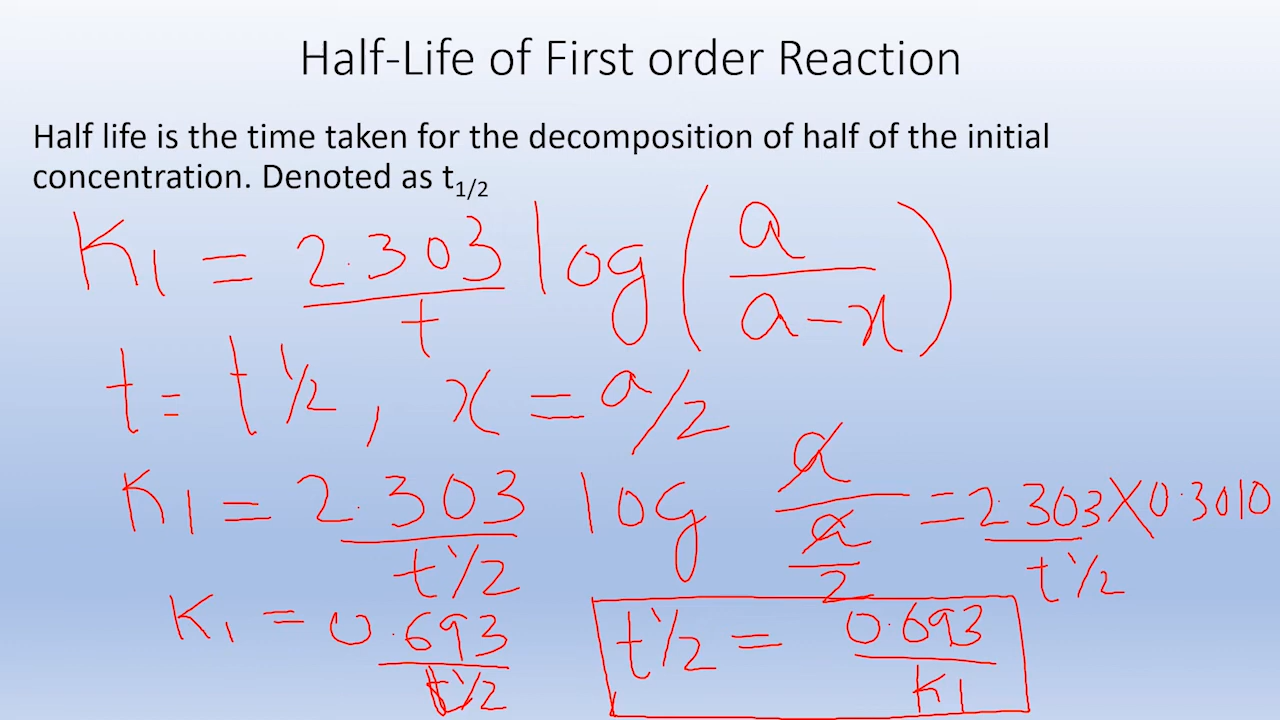 Half-Life of First order Reaction
Half life is the time taken for the decomposition of half of the initial
concentration. Denoted as t1/2
K1 = 2.303/t log (a/a-x)
t = t1/2, x = a/2
K1 = 2.303/t1/2 log a/a/2 = 2.303/t1/2 X 0.3010
K1 = 0.693/t1/2 t1/2 = 0.693/K1